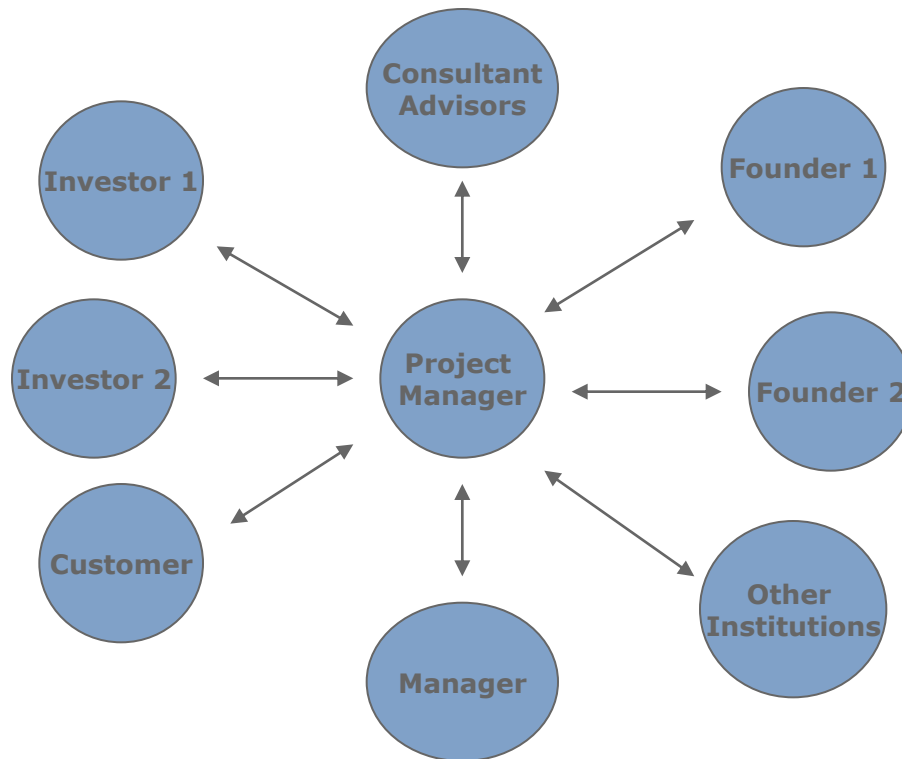 Consultant
Advisors
Investor 1
Founder 1
Investor 2
Project
Manager
Founder 2
Customer
Other
Institutions
Manager